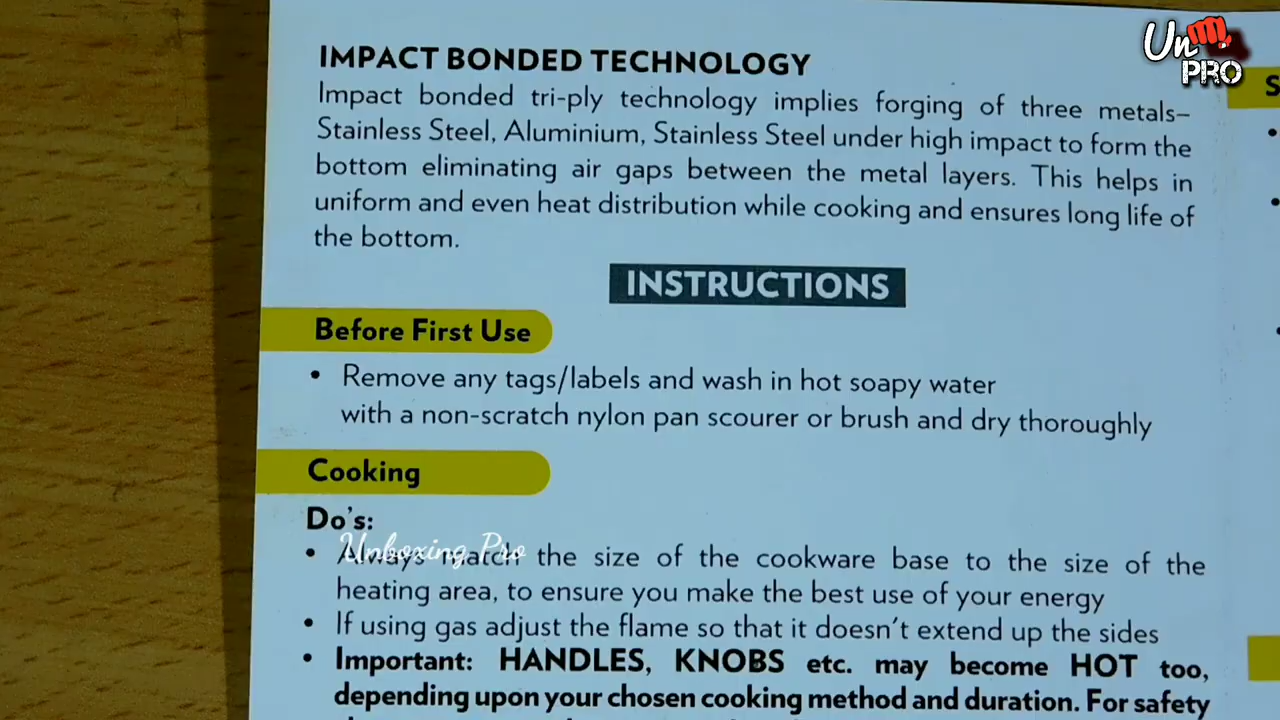 Un
PRO
IMPACT BONDED TECHNOLOGY
Impact bonded tri-ply technology implies forging of three metals–
Stainless Steel, Aluminium, Stainless Steel under high impact to form the
bottom eliminating air gaps between the metal layers. This helps in
uniform and even heat distribution while cooking and ensures long life of
the bottom.
INSTRUCTIONS
Before First Use
• Remove any tags/labels and wash in hot soapy water
with a non-scratch nylon pan scourer or brush and dry thoroughly
Cooking
Do's:
Unboxing Pro
• Always match the size of the cookware base to the size of the
heating area, to ensure you make the best use of your energy
• If using gas adjust the flame so that it doesn't extend up the sides
• Important: HANDLES, KNOBS etc. may become HOT too,
depending upon your chosen cooking method and duration. For safety
S